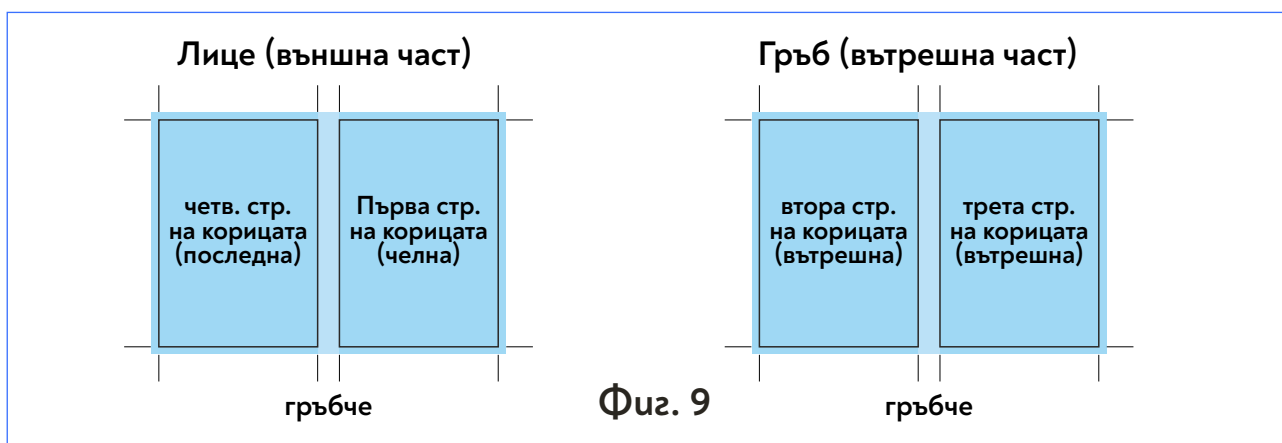 Лице (външна част)
четв. стр.
на корицата
(последна)
Първа стр.
на корицата
(челна)
гръбче
Гръб (вътрешна част)
втора стр.
на корицата
(вътрешна)
трета стр.
на корицата
(вътрешна)
гръбче
Фиг. 9